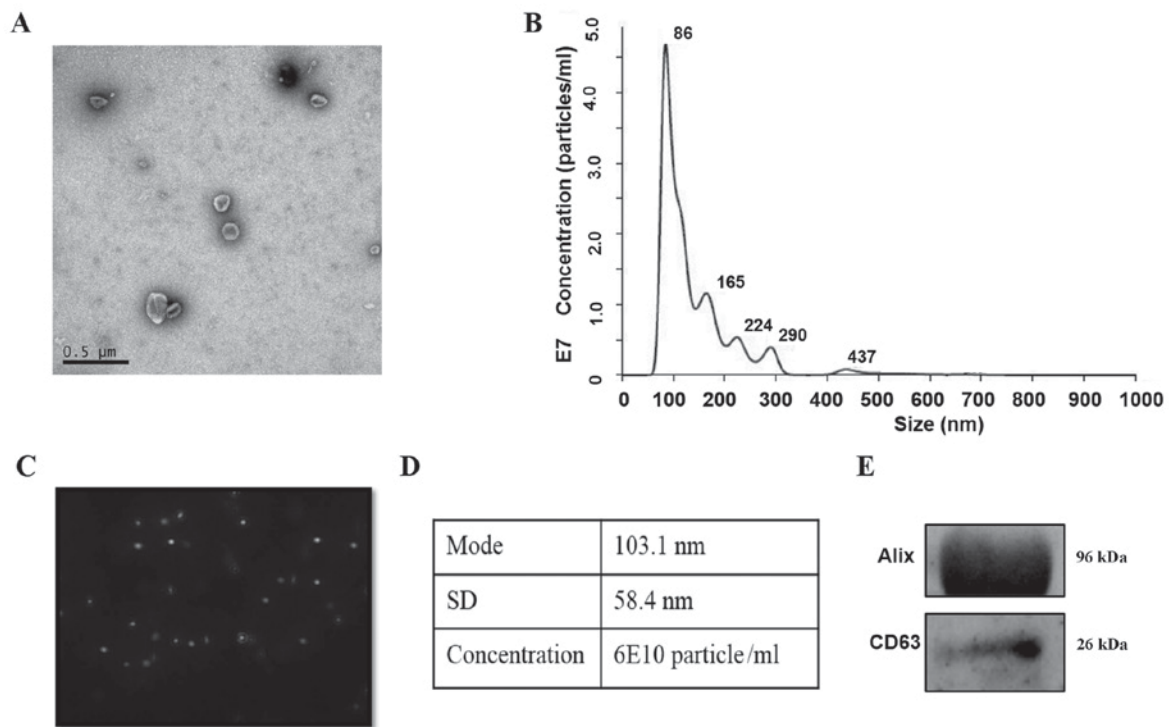 A
0.5 µm
B
E7 Concentration (particles/ml)
5.0
4.0
3.0
2.0
1.0
0
86
165
224
290
437
0 100 200 300 400 500 600 700 800 900 1000
Size (nm)
C
D
Mode 103.1 nm
SD 58.4 nm
Concentration 6E10 particle/ml
E
Alix 96 kDa
CD63 26 kDa